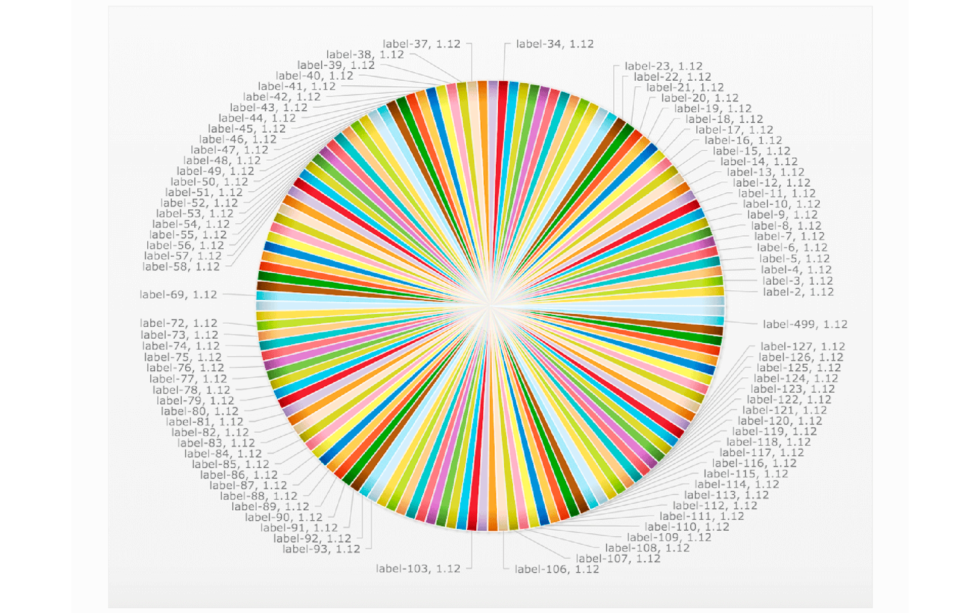 label-37, 1.12
label-34, 1.12
label-38, 1.12
label-39, 1.12
label-40, 1.12
label-41, 1.12
label-42, 1.12
label-43, 1.12
label-44, 1.12
label-45, 1.12
label-46, 1.12
label-47, 1.12
label-48, 1.12
label-49, 1.12
label-50, 1.12
label-51, 1.12
label-52, 1.12
label-53, 1.12
label-54, 1.12
label-55, 1.12
label-56, 1.12
label-57, 1.12
label-58, 1.12
label-69, 1.12
label-72, 1.12
label-73, 1.12
label-74, 1.12
label-75, 1.12
label-76, 1.12
label-77, 1.12
label-78, 1.12
label-79, 1.12
label-80, 1.12
label-81, 1.12
label-82, 1.12
label-83, 1.12
label-84, 1.12
label-85, 1.12
label-86, 1.12
label-87, 1.12
label-88, 1.12
label-89, 1.12
label-90, 1.12
label-91, 1.12
label-92, 1.12
label-93, 1.12
label-103, 1.12
label-23, 1.12
label-22, 1.12
label-21, 1.12
label-20, 1.12
label-19, 1.12
label-18, 1.12
label-17, 1.12
label-16, 1.12
label-15, 1.12
label-14, 1.12
label-13, 1.12
label-12, 1.12
label-11, 1.12
label-10, 1.12
label-9, 1.12
label-8, 1.12
label-7, 1.12
label-6, 1.12
label-5, 1.12
label-4, 1.12
label-3, 1.12
label-2, 1.12
label-499, 1.12
label-127, 1.12
label-126, 1.12
label-125, 1.12
label-124, 1.12
label-123, 1.12
label-122, 1.12
label-121, 1.12
label-120, 1.12
label-119, 1.12
label-118, 1.12
label-117, 1.12
label-116, 1.12
label-115, 1.12
label-114, 1.12
label-113, 1.12
label-112, 1.12
label-111, 1.12
label-110, 1.12
label-109, 1.12
label-108, 1.12
label-107, 1.12
label-106, 1.12